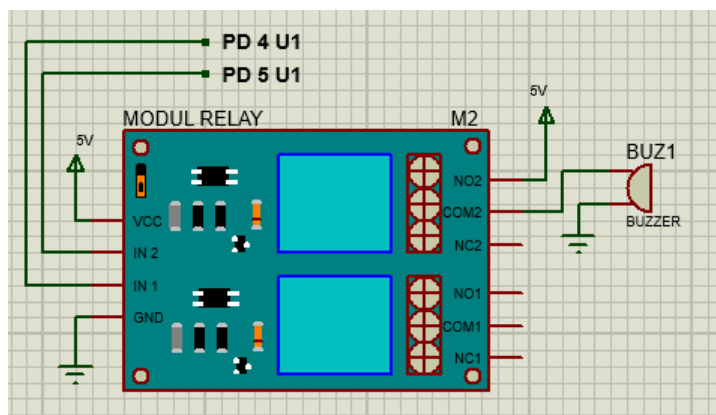 PD 4 U1
PD 5 U1
MODUL RELAY
M2
5V
5V
BUZ1
BUZZER
VCC
IN 2
IN 1
GND
NO2
COM2
NC2
NO1
COM1
NC1